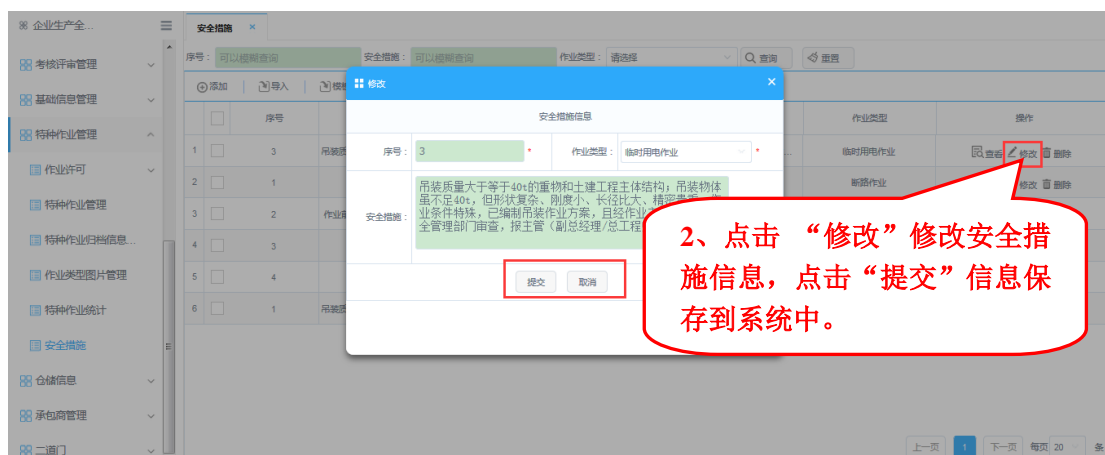 企业生产全...
安全措施 ×
序号： 可以模糊查询 安全措施： 可以模糊查询 作业类型： 请选择 查询 重置
考核评审管理
添加 导入
修改 ×
基础信息管理
安全措施信息
序号 作业类型 操作
特种作业管理
序号： 3 * 作业类型： 临时用电作业 *
1 3 吊装质 临时用电作业 查看 修改 删除
作业许可
2 1 断路作业 修改 删除
吊装质量大于等于40t的重物和土建工程主体结构；吊装物体
虽不足40t，但形状复杂、刚度小、长径比大、精密贵重、作
安全措施： 业条件特殊，已编制吊装作业方案，且经作业
全管理部门审查，报主管（副总经理/总工程
特种作业管理
3 2
4 3
特种作业归档信息...
2、点击 “修改”修改安全措
施信息，点击“提交”信息保
存到系统中。
5 4
作业类型图片管理
提交 取消
6 1 吊装质
特种作业统计
安全措施
仓储信息
承包商管理
二道门
上一页 1 下一页 每页 20 条